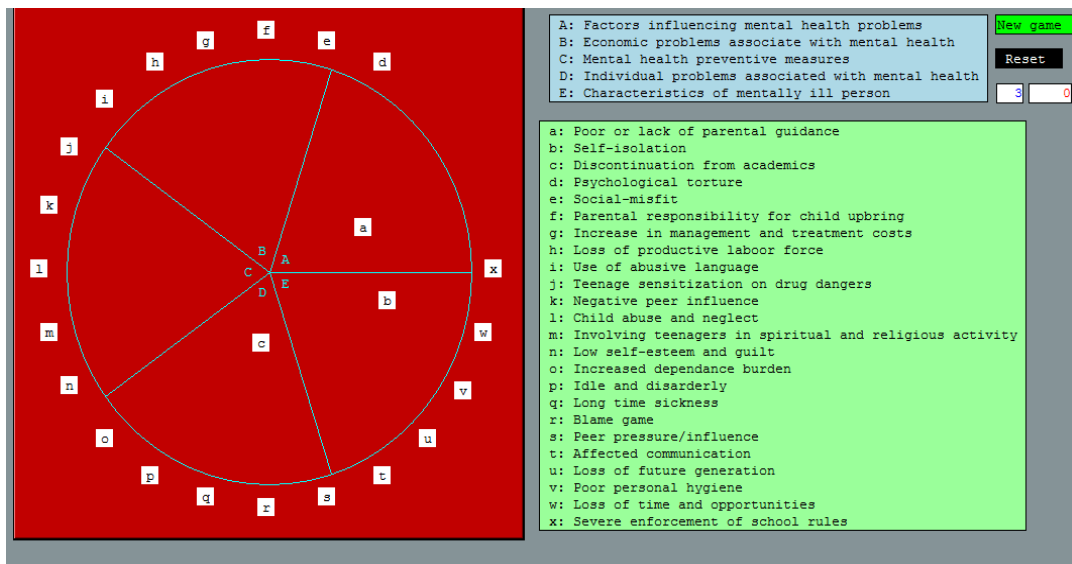 A: Factors influencing mental health problems
B: Economic problems associate with mental health
C: Mental health preventive measures
D: Individual problems associated with mental health
E: Characteristics of mentally ill person
New game
Reset
3 0
a: Poor or lack of parental guidance
b: Self-isolation
c: Discontinuation from academics
d: Psychological torture
e: Social-misfit
f: Parental responsibility for child upbring
g: Increase in management and treatment costs
h: Loss of productive laboor force
i: Use of abusive language
j: Teenage sensitization on drug dangers
k: Negative peer influence
l: Child abuse and neglect
m: Involving teenagers in spiritual and religious activity
n: Low self-esteem and guilt
o: Increased dependance burden
p: Idle and disarderly
q: Long time sickness
r: Blame game
s: Peer pressure/influence
t: Affected communication
u: Loss of future generation
v: Poor personal hygiene
w: Loss of time and opportunities
x: Severe enforcement of school rules
f
g e
h d
i
j
k
a
B A
l C x
D E
b
m w
c
n v
o u
p t
q s
r